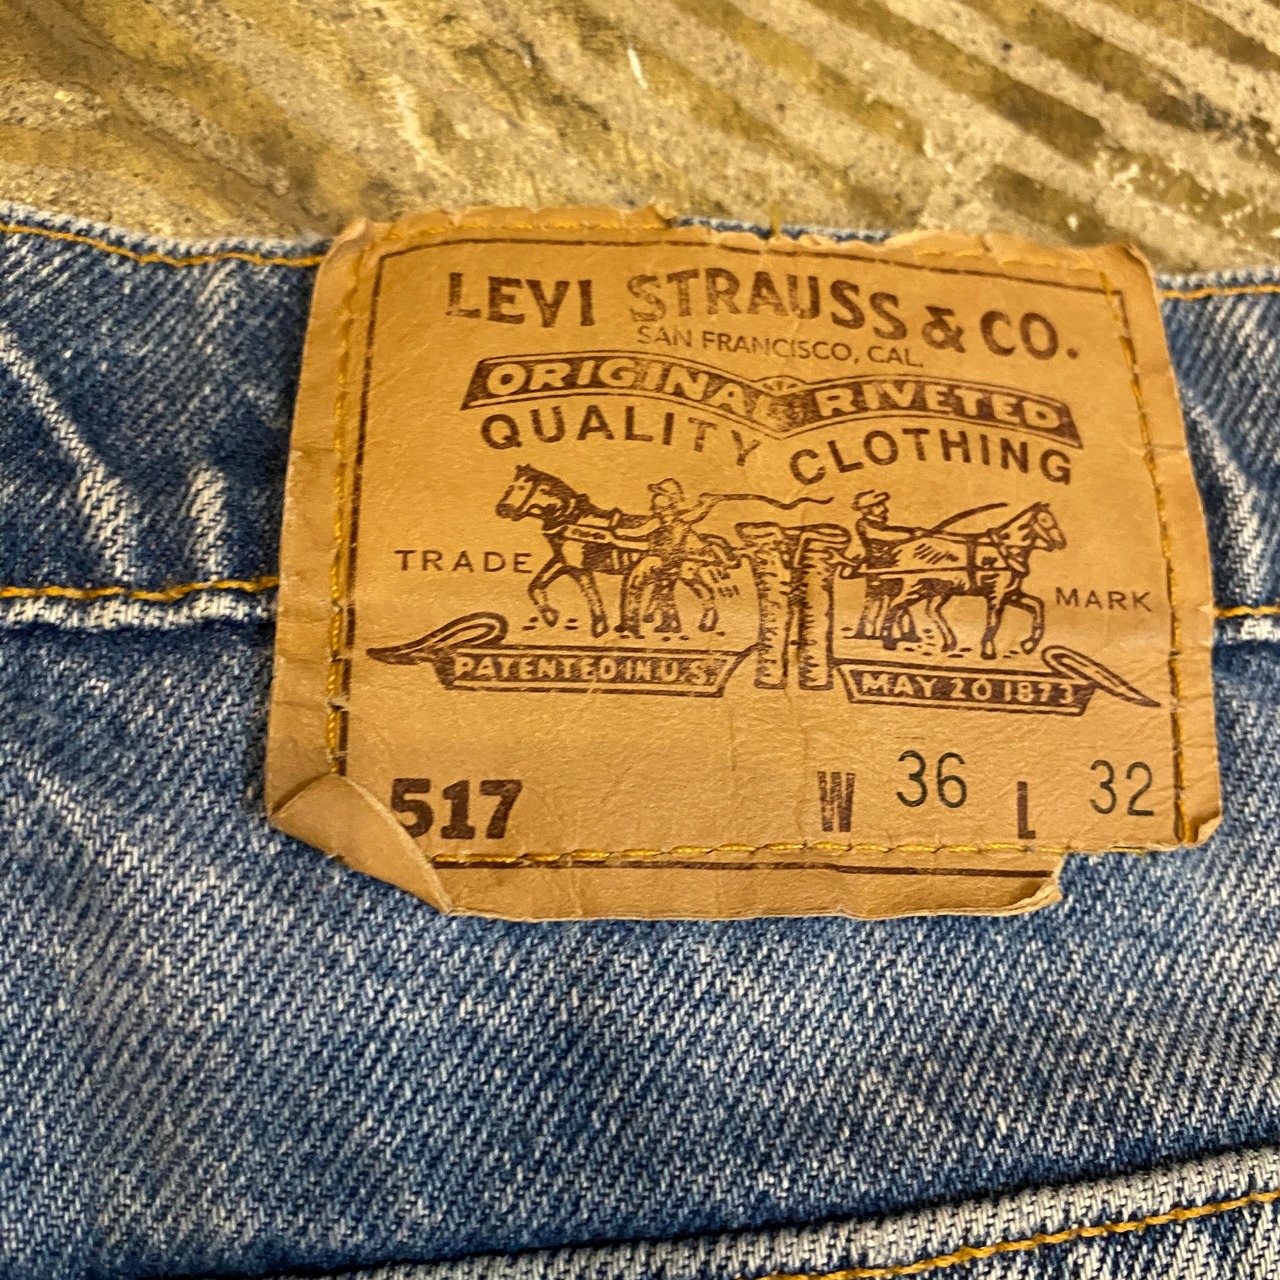 LEVI STRAUSS & CO.
SAN FRANCISCO, CAL.
ORIGINAL RIVETED
QUALITY CLOTHING
TRADE MARK
PATENTED IN U.S. MAY 20 1873
517 W 36 L 32